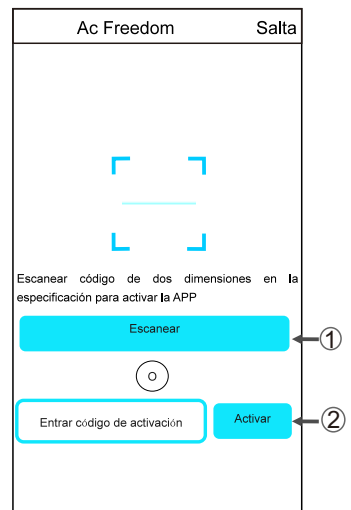 Ac Freedom Salta
Escanear código de dos dimensiones en la
especificación para activar la APP
Escanear
①
O
Entrar código de activación Activar
②